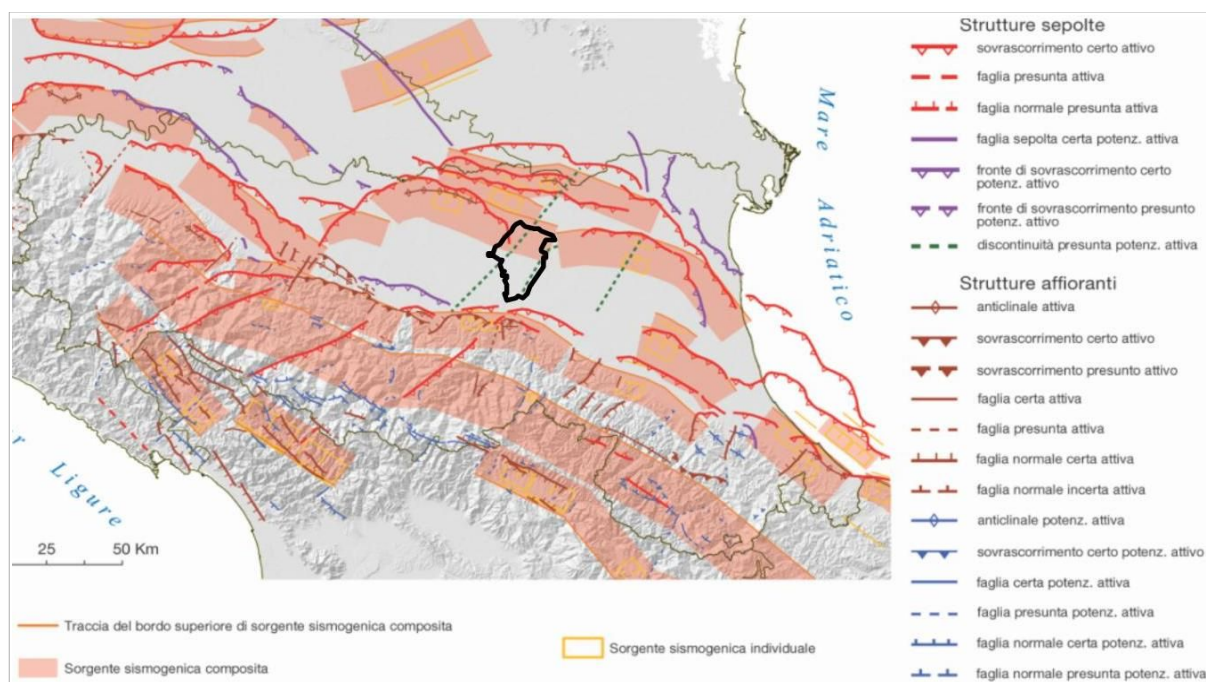 Mare Adriatico
Ligure
25 50 Km
Traccia del bordo superiore di sorgente sismogenica composita
Sorgente sismogenica composita
Sorgente sismogenica individuale
Strutture sepolte
sovrascorrimento certo attivo
faglia presunta attiva
faglia normale presunta attiva
faglia sepolta certa potenz. attiva
fronte di sovrascorrimento certo
potenz. attivo
fronte di sovrascorrimento presunto
potenz. attivo
discontinuità presunta potenz. attiva
Strutture affioranti
anticlinale attiva
sovrascorrimento certo attivo
sovrascorrimento presunto attivo
faglia certa attiva
faglia presunta attiva
faglia normale certa attiva
faglia normale incerta attiva
anticlinale potenz. attiva
sovrascorrimento certo potenz. attivo
faglia certa potenz. attiva
faglia presunta potenz. attiva
faglia normale certa potenz. attiva
faglia normale presunta potenz. attiva